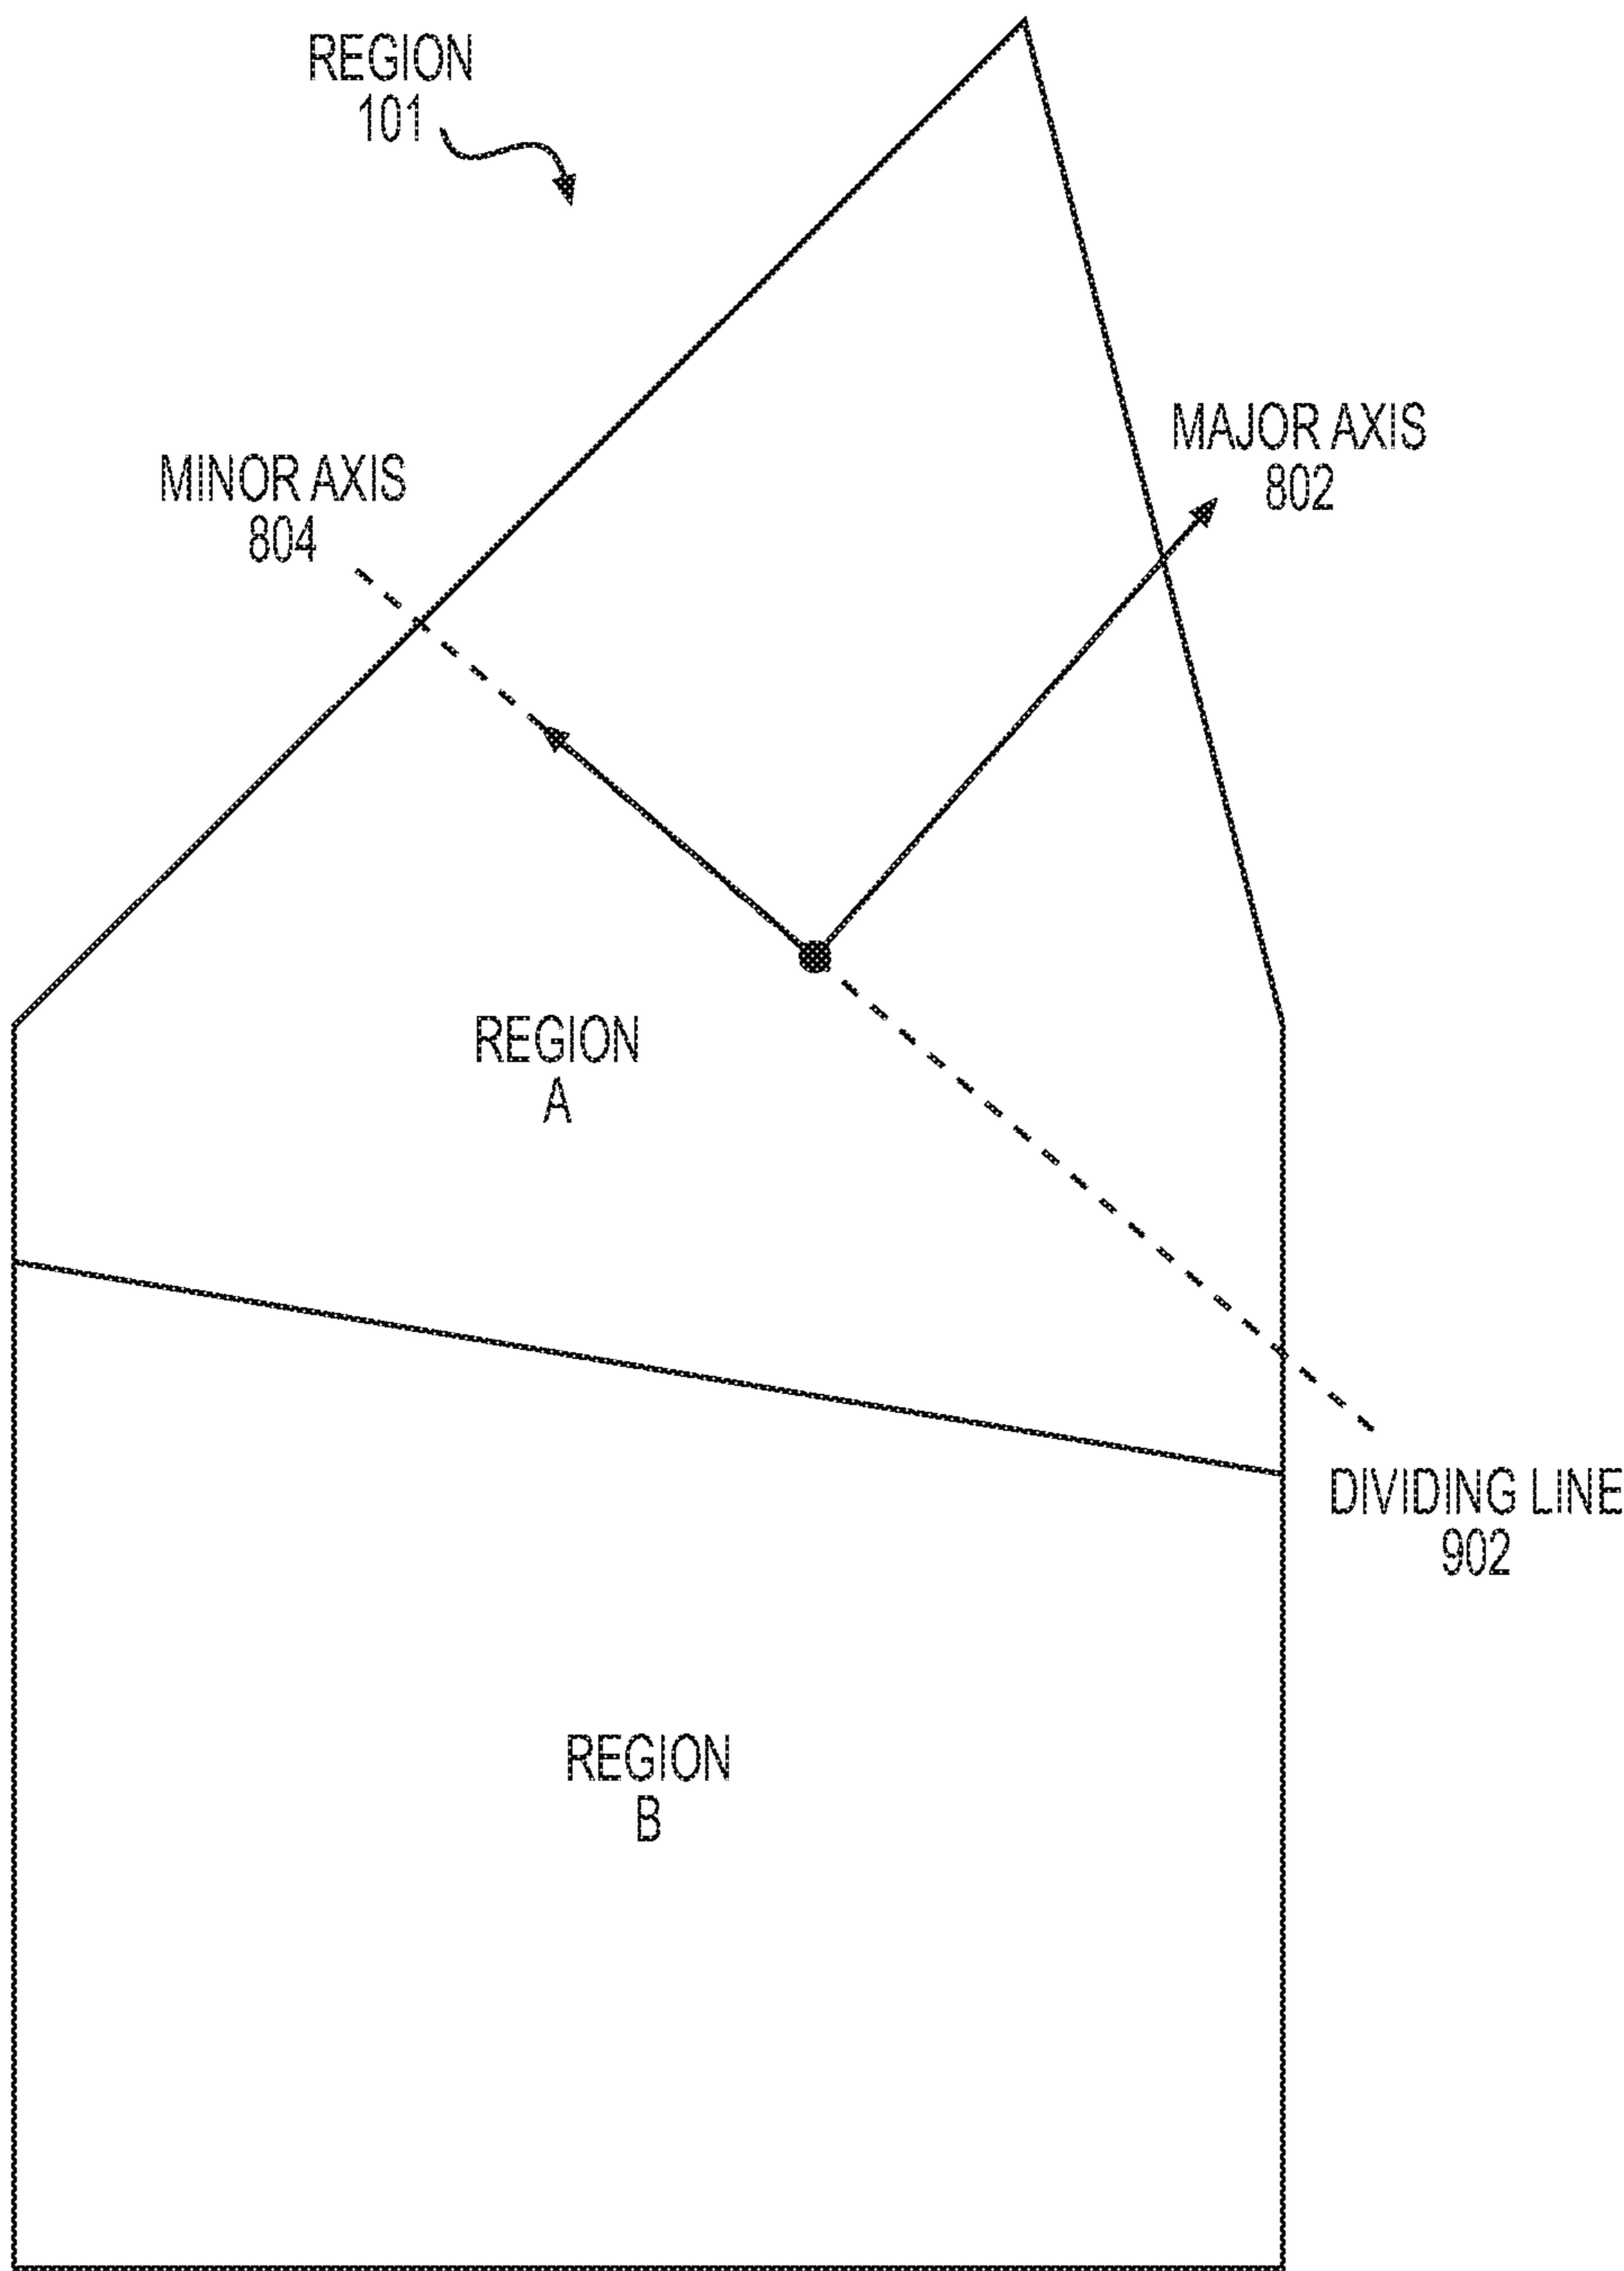 REGION
101
MAJOR AXIS
802
MINOR AXIS
804
REGION
A
DIVIDING LINE
902
REGION
B